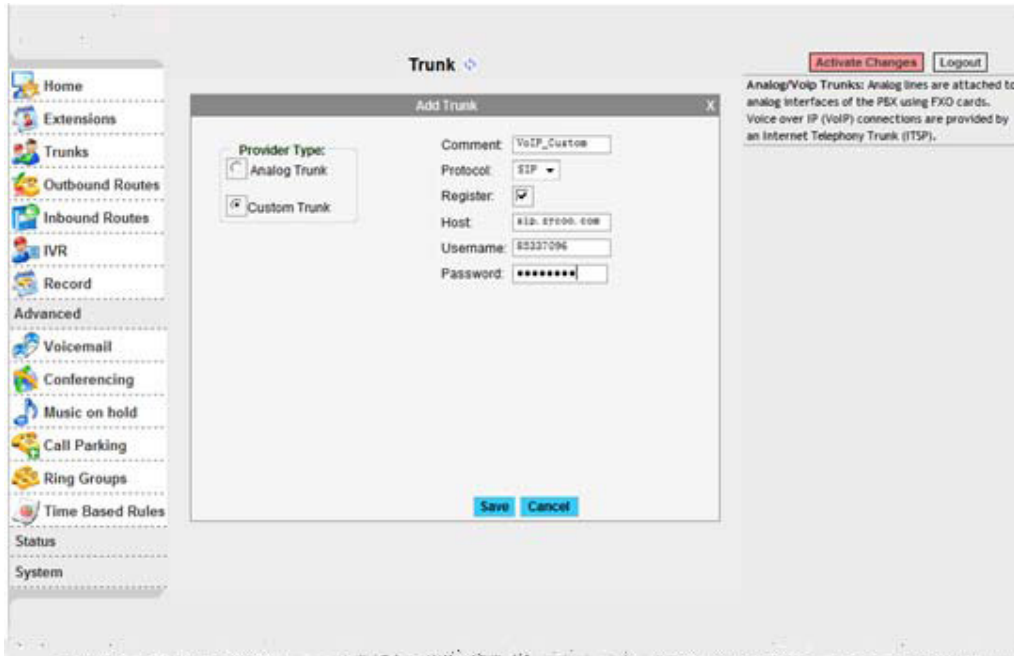 Trunk
Activate Changes
Logout
Home
Extensions
Trunks
Outbound Routes
Inbound Routes
IVR
Record
Advanced
Voicemail
Conferencing
Music on hold
Call Parking
Ring Groups
Time Based Rules
Status
System
Add Trunk X
Provider Type:
Analog Trunk
Custom Trunk
Comment: VoIP_Custom
Protocol: SIP
Register:
Host:
Username: 85337096
Password: ••••••••
Save Cancel
Analog/Voip Trunks: Analog lines are attached to
analog interfaces of the PBX using FXO cards.
Voice over IP (VoIP) connections are provided by
an Internet Telephony Trunk (ITSP).